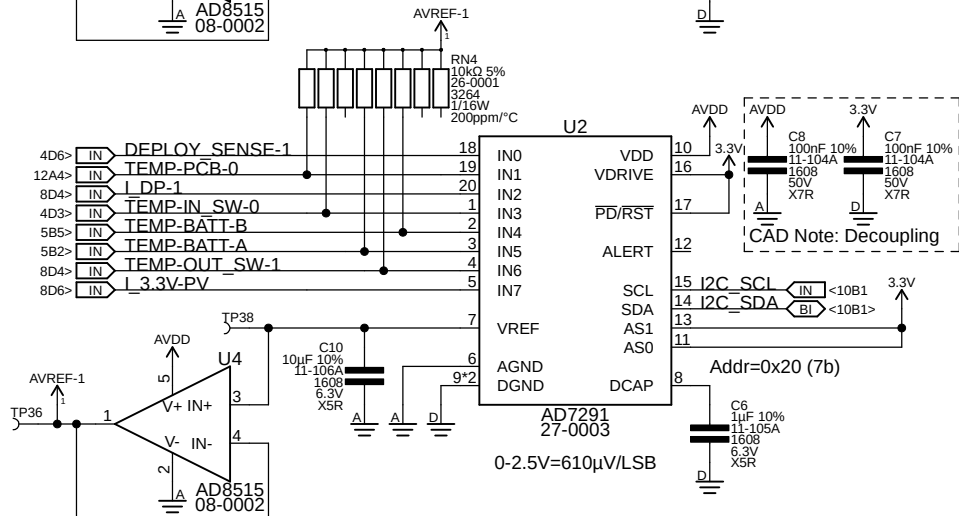 A
AD8515
08-0002
D
AVREF-1
1
RN4
10kΩ 5%
26-0001
3264
1/16W
200ppm/°C
4D6> IN DEPLOY_SENSE-1 18
12A4> IN TEMP-PCB-0 19
8D4> IN I_DP-1 20
4D3> IN TEMP-IN_SW-0 1
5B5> IN TEMP-BATT-B 2
5B2> IN TEMP-BATT-A 3
8D4> IN TEMP-OUT_SW-1 4
8D6> IN I_3.3V-PV 5
U2
IN0
IN1
IN2
IN3
IN4
IN5
IN6
IN7
7 VREF
6 AGND
9*2 DGND
VDD 10
VDRIVE 16
PD/RST 17
ALERT 12
SCL 15 I2C_SCL IN <10B1
SDA 14 I2C_SDA BI <10B1>
AS1 13
AS0 11
DCAP 8
AD7291
27-0003
0-2.5V=610µV/LSB
AVDD
3.3V
AVDD
C8
100nF 10%
11-104A
1608
50V
X7R
A
3.3V
C7
100nF 10%
11-104A
1608
50V
X7R
D
CAD Note: Decoupling
3.3V
Addr=0x20 (7b)
C6
1µF 10%
11-105A
1608
6.3V
X5R
D
TP38
C10
10µF 10%
11-106A
1608
6.3V
X5R
A
A
D
AVDD
U4
AVREF-1
1
TP36
1
5
V+ IN+ 3
V- IN- 4
2
A
AD8515
08-0002